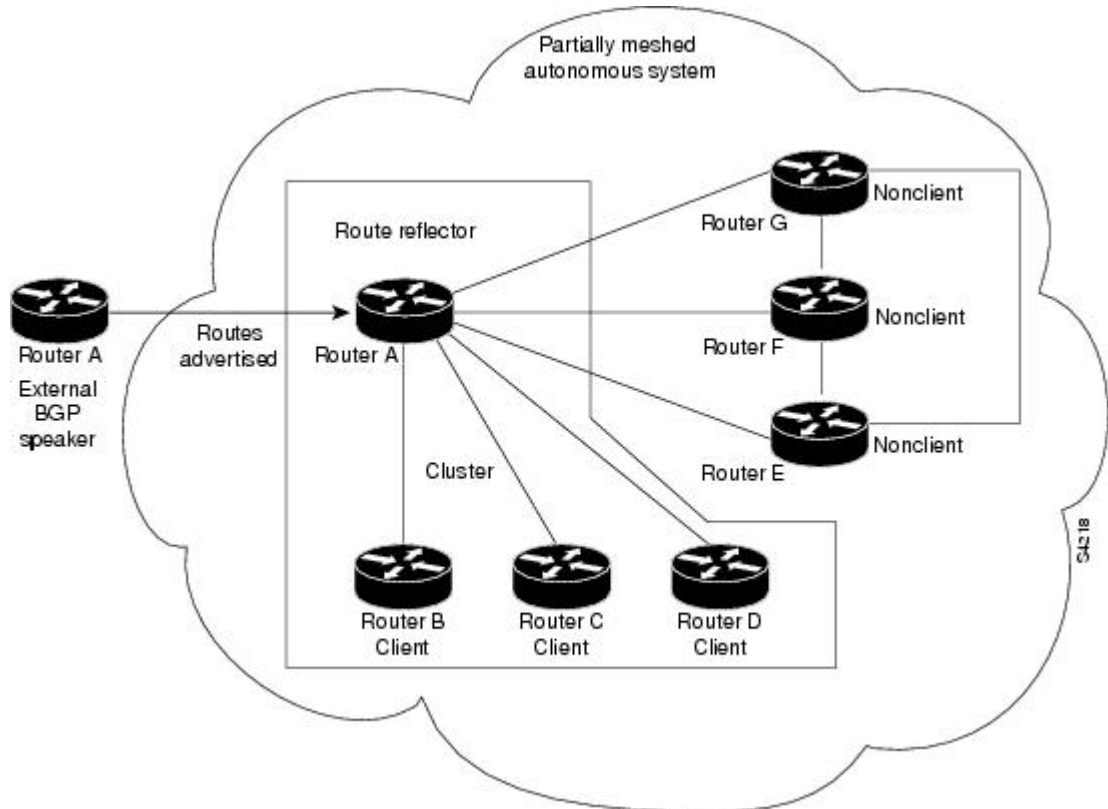 Partially meshed
autonomous system
Nonclient
Router G
Route reflector
Nonclient
Router A
Routes
advertised
Router A
Router F
External
BGP
speaker
Nonclient
Router E
Cluster
S4218
Router B
Client
Router C
Client
Router D
Client